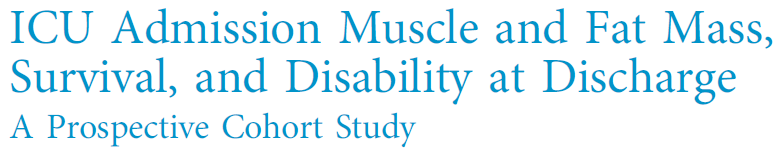 ICU Admission Muscle and Fat Mass,
Survival, and Disability at Discharge
A Prospective Cohort Study